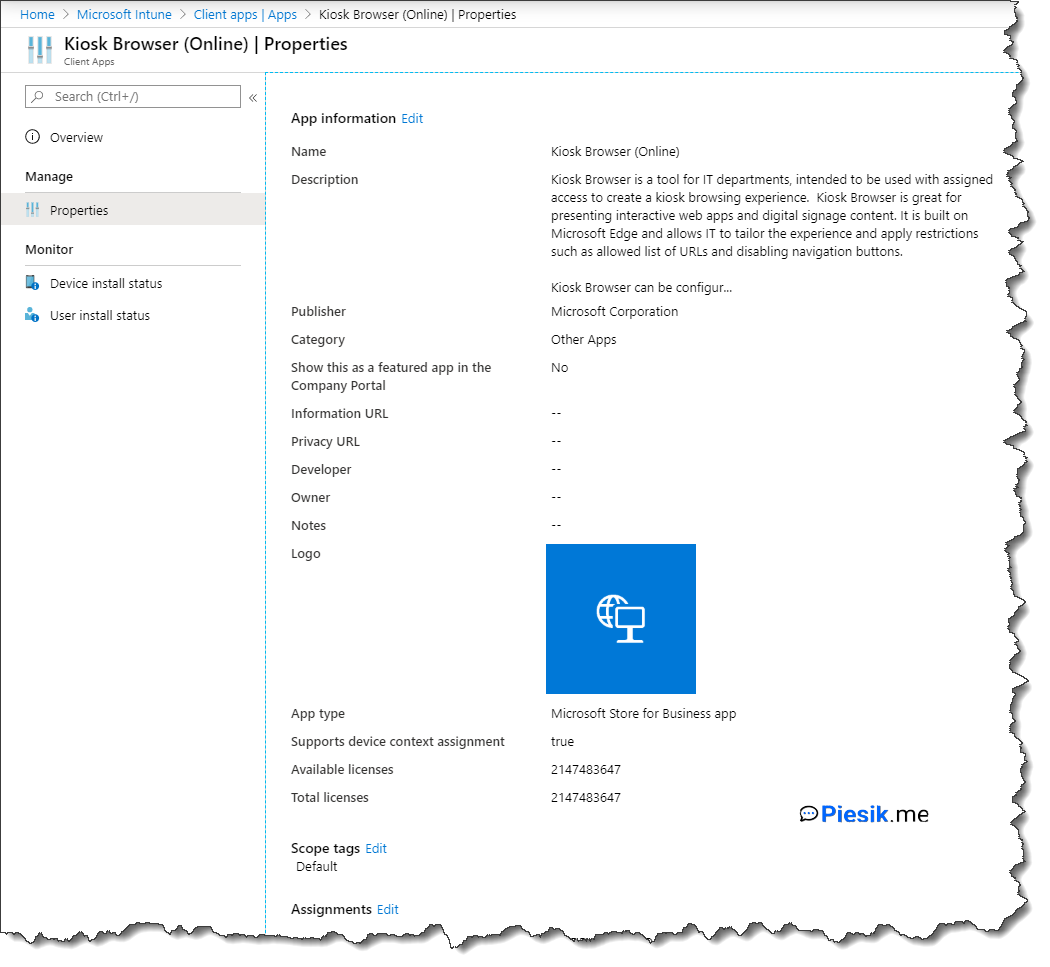 Home > Microsoft Intune > Client apps | Apps > Kiosk Browser (Online) | Properties
Kiosk Browser (Online) | Properties
Client Apps
Search (Ctrl+/)
«
Overview
Manage
Properties
Monitor
Device install status
User install status
App information Edit
Name Kiosk Browser (Online)
Description Kiosk Browser is a tool for IT departments, intended to be used with assigned
access to create a kiosk browsing experience.  Kiosk Browser is great for
presenting interactive web apps and digital signage content. It is built on
Microsoft Edge and allows IT to tailor the experience and apply restrictions
such as allowed list of URLs and disabling navigation buttons.
Kiosk Browser can be configur...
Publisher Microsoft Corporation
Category Other Apps
Show this as a featured app in the No
Company Portal
Information URL --
Privacy URL --
Developer --
Owner --
Notes --
Logo
App type Microsoft Store for Business app
Supports device context assignment true
Available licenses 2147483647
Total licenses 2147483647
Piesik.me
Scope tags Edit
Default
Assignments Edit